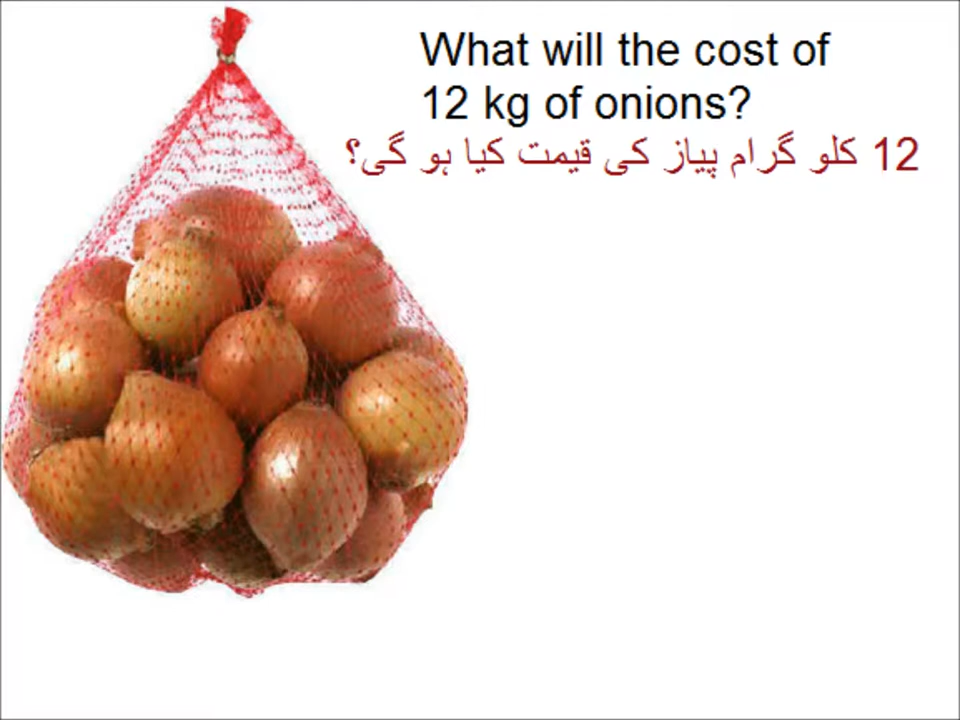 What will the cost of
12 kg of onions?
12 کلو گرام پیاز کی قیمت کیا ہو گی؟